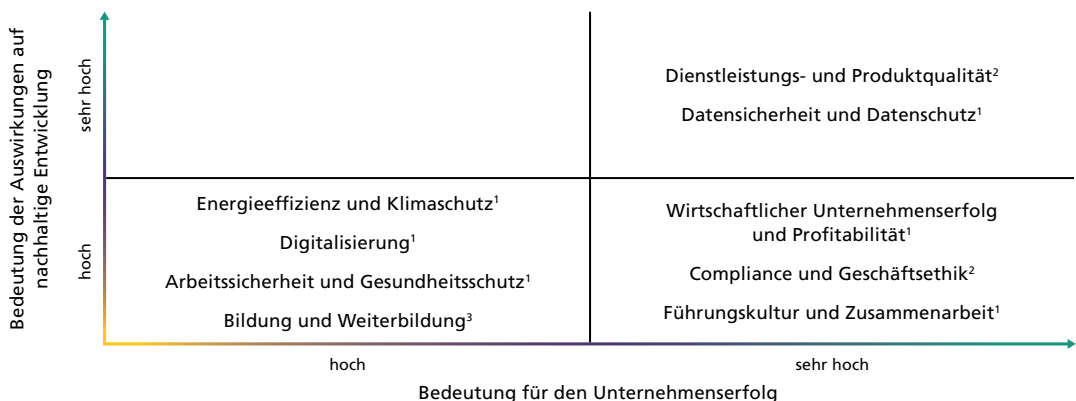 Bedeutung der Auswirkungen auf
nachhaltige Entwicklung
sehr hoch
hoch
Dienstleistungs- und Produktqualität²
Datensicherheit und Datenschutz¹
Energieeffizienz und Klimaschutz¹
Digitalisierung¹
Arbeitssicherheit und Gesundheitsschutz¹
Bildung und Weiterbildung³
Wirtschaftlicher Unternehmenserfolg
und Profitabilität¹
Compliance und Geschäftsethik²
Führungskultur und Zusammenarbeit¹
hoch
sehr hoch
Bedeutung für den Unternehmenserfolg